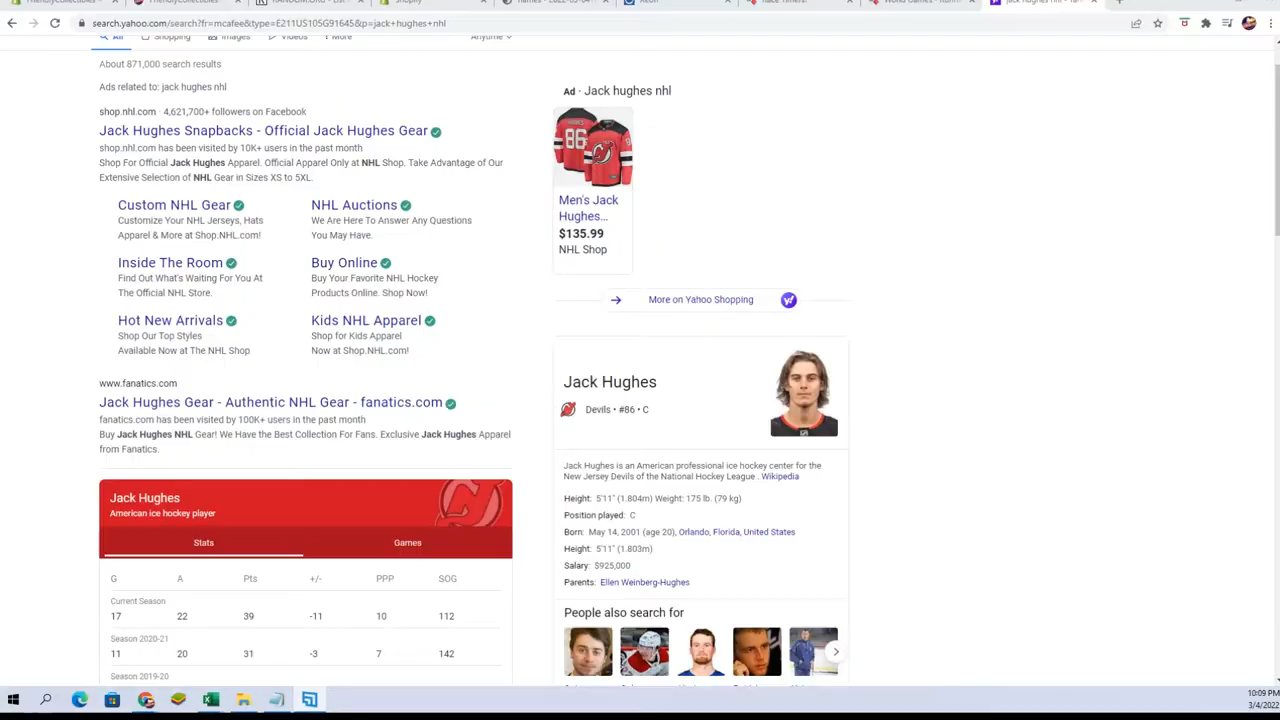 FriendlyCollectibles
Shopify
Race Timers!
search.yahoo.com/search?fr=mcafee&type=E211US105G91645&p=jack+hughes+nhl
All
Shopping
Images
Videos
More
Anytime
About 871,000 search results
Ads related to: jack hughes nhl
shop.nhl.com · 4,621,700+ followers on Facebook
Jack Hughes Snapbacks - Official Jack Hughes Gear
shop.nhl.com has been visited by 10K+ users in the past month
Shop For Official Jack Hughes Apparel. Official Apparel Only at NHL Shop. Take Advantage of Our
Extensive Selection of NHL Gear in Sizes XS to 5XL.
Custom NHL Gear
Customize Your NHL Jerseys, Hats
Apparel & More at Shop.NHL.com!
NHL Auctions
We Are Here To Answer Any Questions
You May Have.
Inside The Room
Find Out What's Waiting For You At
The Official NHL Store.
Buy Online
Buy Your Favorite NHL Hockey
Products Online. Shop Now!
Hot New Arrivals
Shop Our Top Styles
Available Now at The NHL Shop
Kids NHL Apparel
Shop for Kids Apparel
Now at Shop.NHL.com!
www.fanatics.com
Jack Hughes Gear - Authentic NHL Gear - fanatics.com
fanatics.com has been visited by 100K+ users in the past month
Buy Jack Hughes NHL Gear! We Have the Best Collection For Fans. Exclusive Jack Hughes Apparel
from Fanatics.
Jack Hughes
American ice hockey player
Stats
Games
G A Pts +/- PPP SOG
Current Season
17 22 39 -11 10 112
Season 2020-21
11 20 31 -3 7 142
Season 2019-20
Ad - Jack hughes nhl
86
Men's Jack
Hughes...
$135.99
NHL Shop
More on Yahoo Shopping
y!
Jack Hughes
Devils • #86 • C
Jack Hughes is an American professional ice hockey center for the
New Jersey Devils of the National Hockey League . Wikipedia
Height: 5'11" (1.804m) Weight: 175 lb. (79 kg)
Position played: C
Born: May 14, 2001 (age 20), Orlando, Florida, United States
Height: 5'11" (1.803m)
Salary: $925,000
Parents: Ellen Weinberg-Hughes
People also search for
10:09 PM
3/4/2022